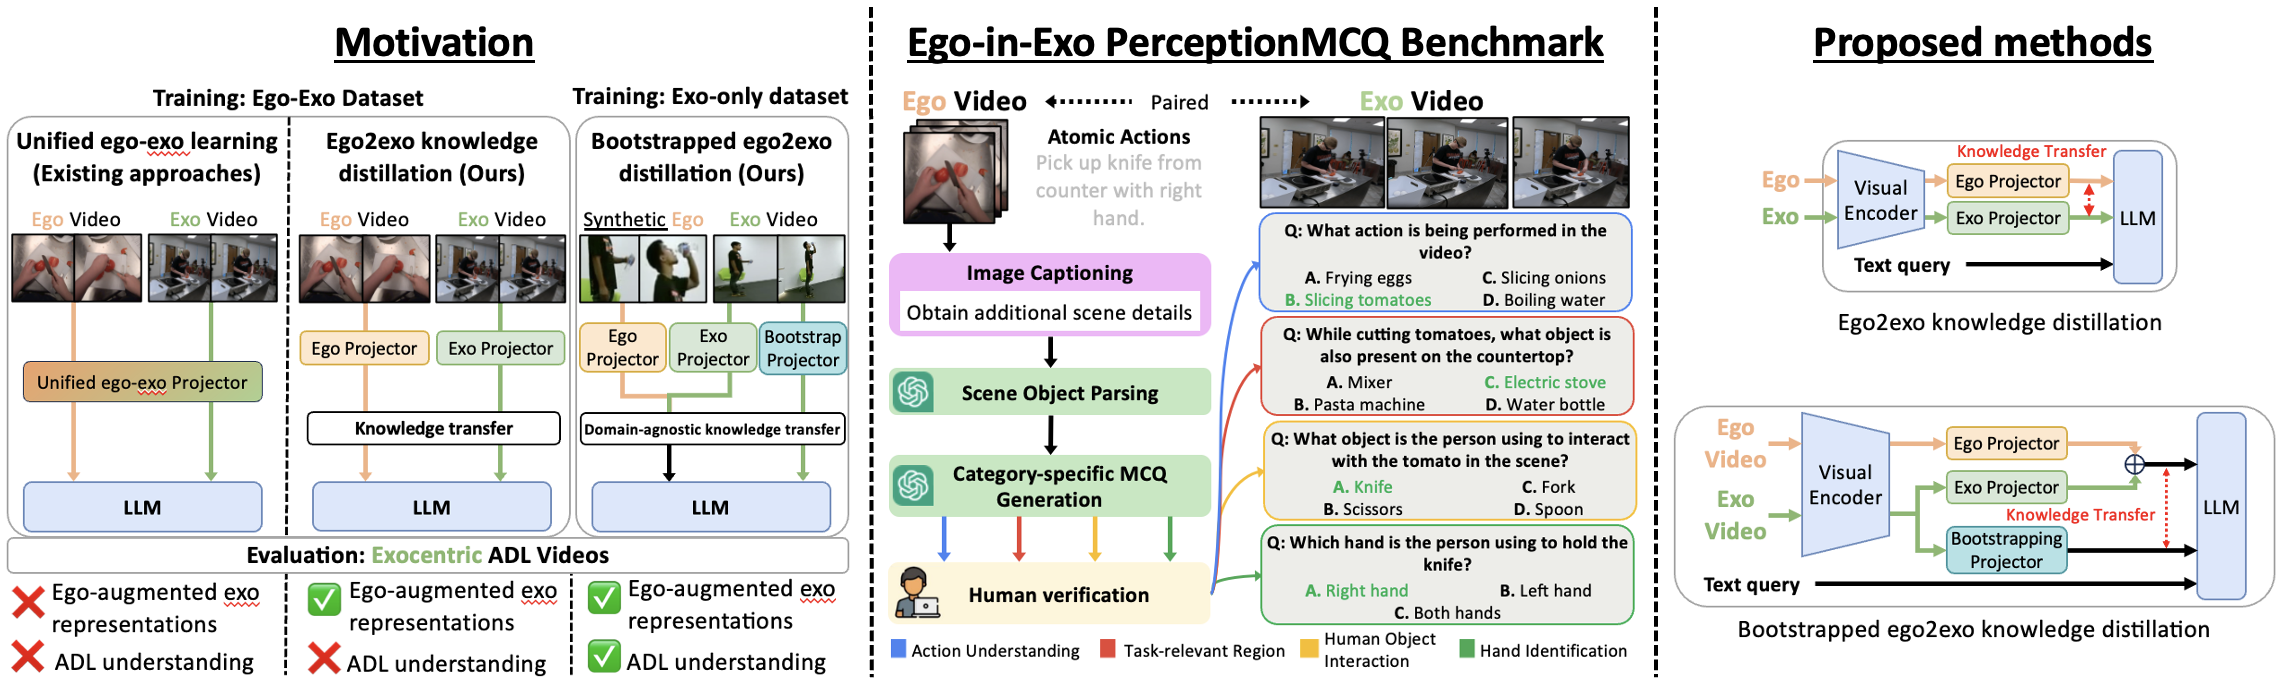 Motivation
Training: Ego-Exo Dataset
Training: Exo-only dataset
Unified ego-exo learning
(Existing approaches)
Ego Video
Exo Video
Unified ego-exo Projector
LLM
Ego2exo knowledge
distillation (Ours)
Ego Video
Exo Video
Ego Projector
Exo Projector
Knowledge transfer
LLM
Bootstrapped ego2exo
distillation (Ours)
Synthetic Ego
Exo Video
Ego
Projector
Exo
Projector
Bootstrap
Projector
Domain-agnostic knowledge transfer
LLM
Evaluation: Exocentric ADL Videos
Ego-augmented exo
representations
ADL understanding
Ego-augmented exo
representations
ADL understanding
Ego-augmented exo
representations
ADL understanding
Ego-in-Exo PerceptionMCQ Benchmark
Ego Video
Paired
Exo Video
Atomic Actions
Pick up knife from
counter with right
hand.
Image Captioning
Obtain additional scene details
Scene Object Parsing
Category-specific MCQ
Generation
Human verification
Q: What action is being performed in the
video?
A. Frying eggs
C. Slicing onions
B. Slicing tomatoes
D. Boiling water
Q: While cutting tomatoes, what object is
also present on the countertop?
A. Mixer
C. Electric stove
B. Pasta machine
D. Water bottle
Q: What object is the person using to interact
with the tomato in the scene?
A. Knife
C. Fork
B. Scissors
D. Spoon
Q: Which hand is the person using to hold the
knife?
A. Right hand
B. Left hand
C. Both hands
Action Understanding
Task-relevant Region
Human Object
Interaction
Hand Identification
Proposed methods
Ego
Exo
Visual
Encoder
Knowledge Transfer
Ego Projector
Exo Projector
LLM
Text query
Ego2exo knowledge distillation
Ego
Video
Exo
Video
Visual
Encoder
Ego Projector
Exo Projector
Knowledge Transfer
Bootstrapping
Projector
LLM
Text query
Bootstrapped ego2exo knowledge distillation